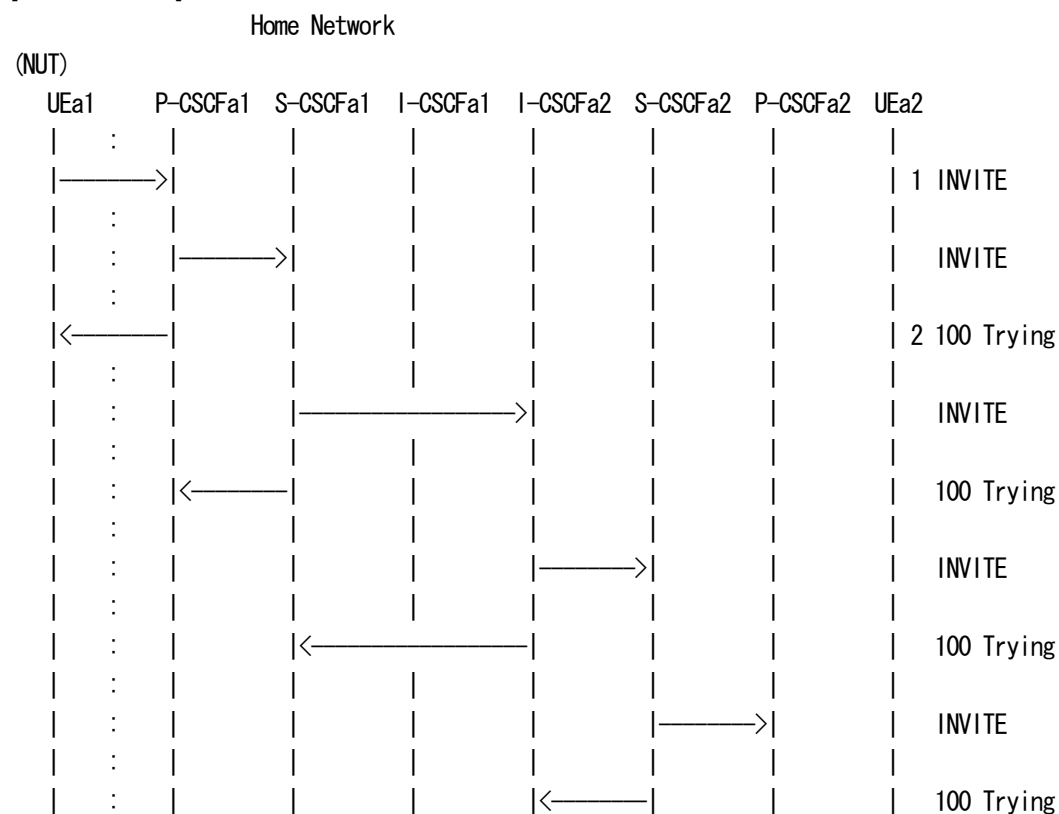 Home Network
(NUT)
UEa1 P-CSCFa1 S-CSCFa1 I-CSCFa1 I-CSCFa2 S-CSCFa2 P-CSCFa2 UEa2
| : | | | | | | |
|-------->| | | | | | | 1 INVITE
| : | | | | | | |
| : |-------->| | | | | | INVITE
| : | | | | | | |
|<--------| | | | | | | 2 100 Trying
| : | | | | | | |
| : | |------------------>| | | | INVITE
| : | | | | | | |
| : |<--------| | | | | | 100 Trying
| : | | | | | | |
| : | | | |-------->| | | INVITE
| : | | | | | | |
| : | |<-------------------| | | | 100 Trying
| : | | | | | | |
| : | | | | |-------->| | INVITE
| : | | | | | | |
| : | | | |<--------| | | 100 Trying